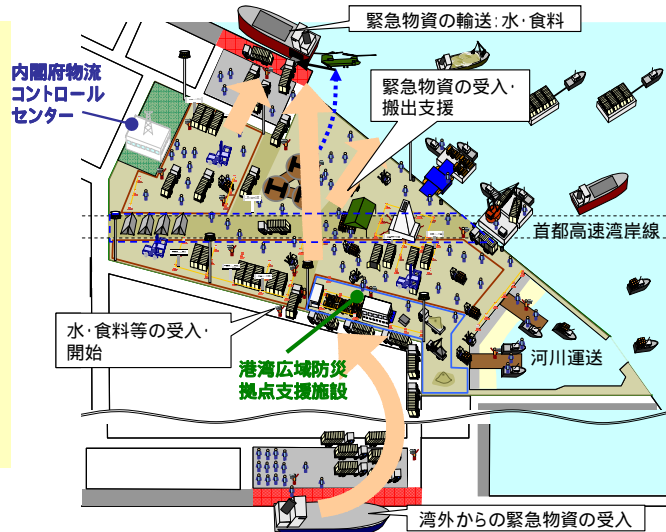 緊急物資の輸送：水・食料
内閣府物流
コントロール
センター
緊急物資の受入・
搬出支援
首都高速湾岸線
水・食料等の受入・
開始
港湾広域防災
拠点支援施設
河川運送
湾外からの緊急物資の受入